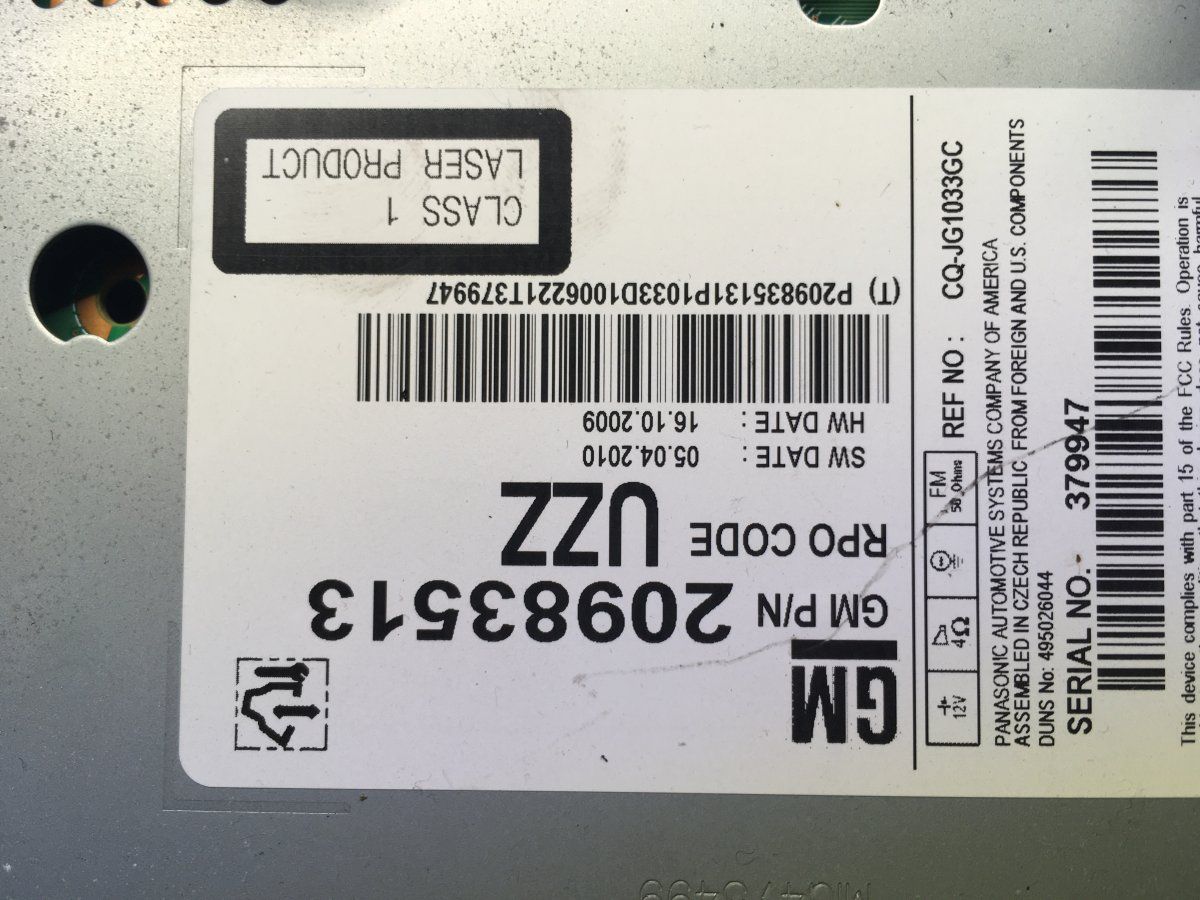 GM
GM P/N 20983513
RPO CODE UZZ
SW DATE : 05.04.2010
HW DATE : 16.10.2009
(T) P209835131P1033D1006221T379947
CLASS 1
LASER PRODUCT
12V
4Ω
FM
50 Ohms
REF NO : CQ-JG1033GC
PANASONIC AUTOMOTIVE SYSTEMS COMPANY OF AMERICA
ASSEMBLED IN CZECH REPUBLIC, FROM FOREIGN AND U.S. COMPONENTS
DUNS No: 495026044
SERIAL NO. 379947
This device complies with part 15 of the FCC Rules. Operation is
harmful